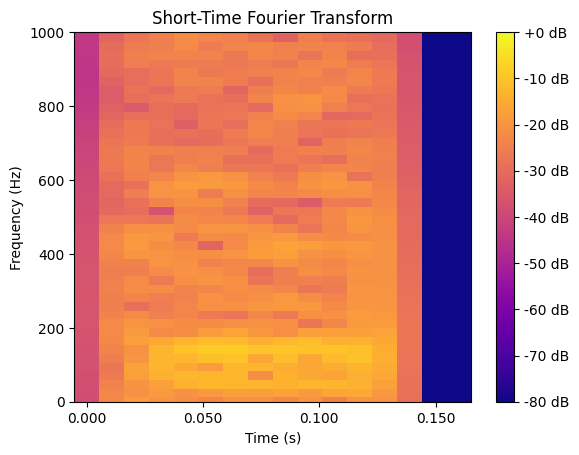 Short-Time Fourier Transform
1000
800
600
400
200
0
Frequency (Hz)
0.000
0.050
0.100
0.150
Time (s)
+0 dB
-10 dB
-20 dB
-30 dB
-40 dB
-50 dB
-60 dB
-70 dB
-80 dB